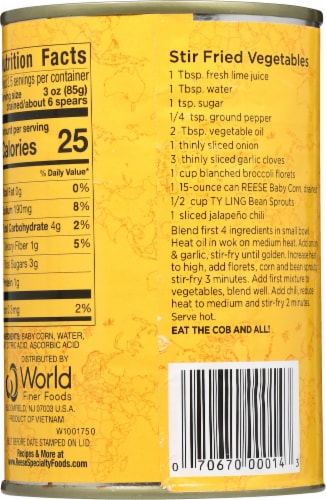 Nutrition Facts
.5 servings per container
size 3 oz (85g)
drained/about 6 spears
Amount per serving
Calories 25
% Daily Value*
Fat 0g 0%
190mg 8%
Carbohydrate 4g 2%
Fiber 1g 5%
Sugars 3g
1g
2%
BABY CORN, WATER,
ACID, ASCORBIC ACID
DISTRIBUTED BY
World
Finer Foods
BLOOMFIELD, NJ 07003 U.S.A.
PRODUCT OF VIETNAM
W1001750
BEFORE DATE STAMPED ON LID.
Recipes & More at
www.ReeseSpecialtyFoods.com
Stir Fried Vegetables
1 Tbsp. fresh lime juice
1 Tbsp. water
1 tsp. sugar
1/4 tsp. ground pepper
2 Tbsp. vegetable oil
1 thinly sliced onion
3 thinly sliced garlic cloves
1 cup blanched broccoli florets
1 15-ounce can REESE Baby Corn, drained
1/2 cup TY LING Bean Sprouts
1 sliced jalapeño chili
Blend first 4 ingredients in small bowl.
Heat oil in wok on medium heat. Add onion
& garlic, stir-fry until golden. Increase heat
to high, add florets, corn and bean sprouts,
stir-fry 3 minutes. Add first mixture to
vegetables, blend well. Add chili, reduce
heat to medium and stir-fry 2 minutes.
Serve hot.
EAT THE COB AND ALL!
0 70670 00014 3